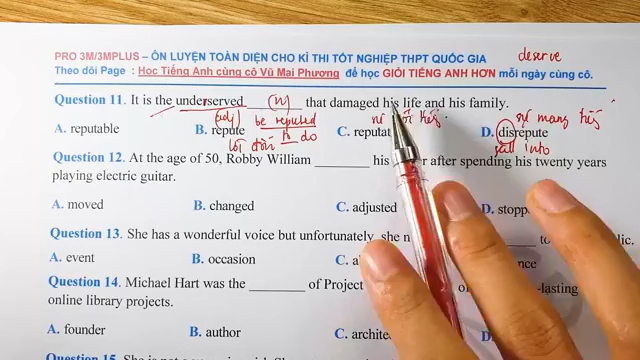 PRO 3M/3MPLUS – ÔN LUYỆN TOÀN DIỆN CHO KÌ THI TỐT NGHIỆP THPT QUỐC GIA
deserve
Theo dõi Page : Học Tiếng Anh cùng cô Vũ Mai Phương để học GIỎI TIẾNG ANH HƠN mỗi ngày cùng cô.
Question 11. It is the underserved (N) that damaged his life and his family.
(adj) be reputed sự mang tiếng
A. reputable B. repute C. reputat D. disrepute
lời đồn to do fall into
Question 12. At the age of 50, Robby William ________ his r after spending his twenty years
playing electric guitar.
A. moved B. changed C. adjusted D. stopp
Question 13. She has a wonderful voice but unfortunately, she n to lic.
A. event B. occasion C. ance
Question 14. Michael Hart was the ________ of Project -lasting
online library projects.
A. founder B. author C. archite D.
Question 15. She is not